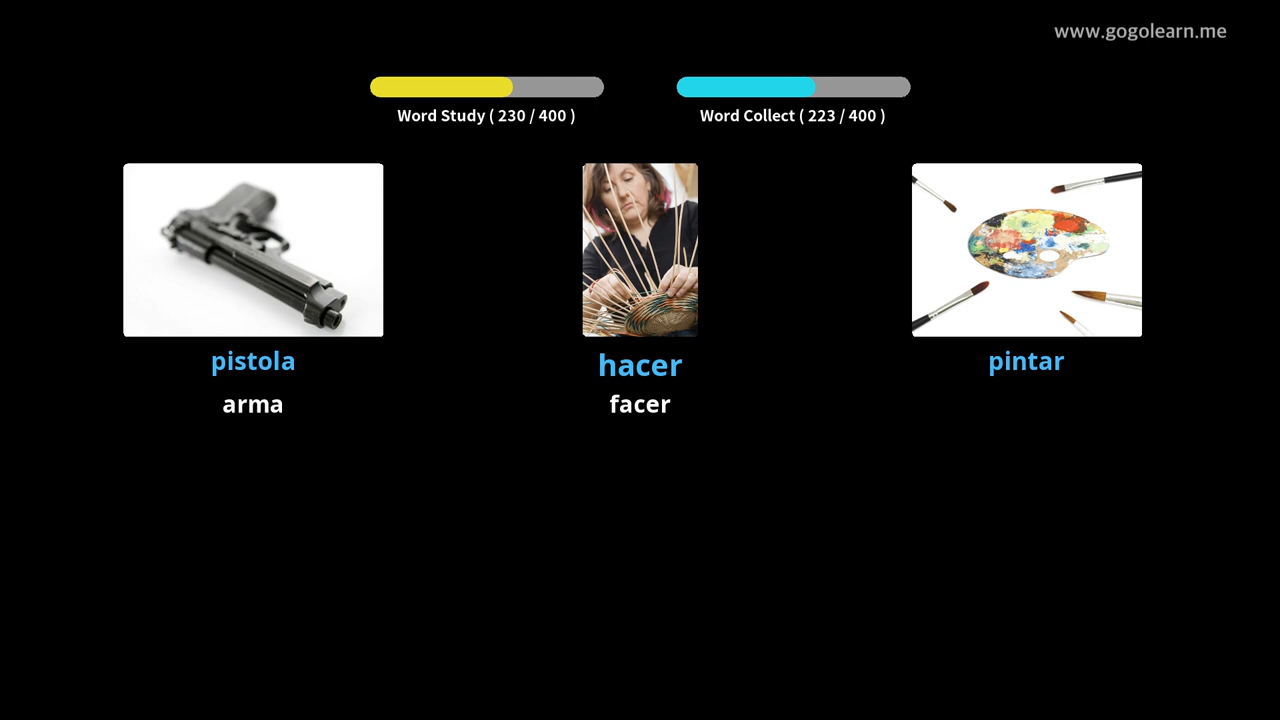 www.gogolearn.me
Word Study ( 230 / 400 )
Word Collect ( 223 / 400 )
pistola
hacer
pintar
arma
facer